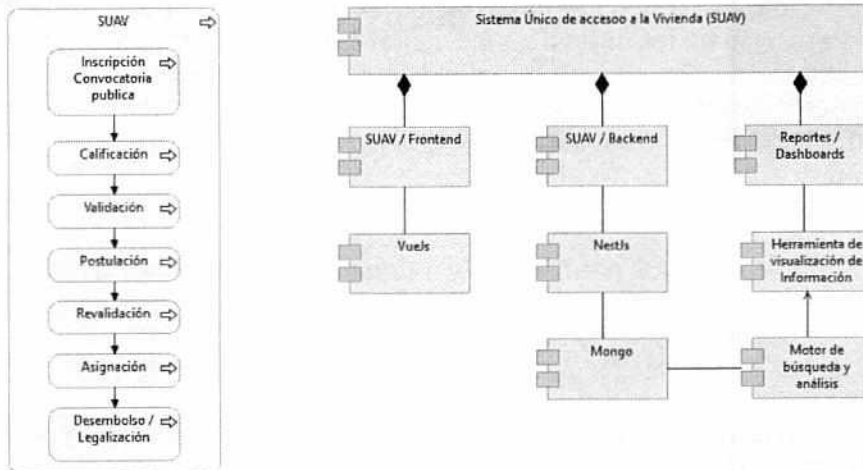 SUAV
Inscripción
Convocatoria
publica
Calificación
Validación
Postulación
Revalidación
Asignación
Desembolso /
Legalización
Sistema Único de accesoo a la Vivienda (SUAV)
SUAV / Frontend
SUAV / Backend
Reportes /
Dashboards
VueJs
NestJs
Herramienta de
visualización de
Información
Mongo
Motor de
búsqueda y
análisis